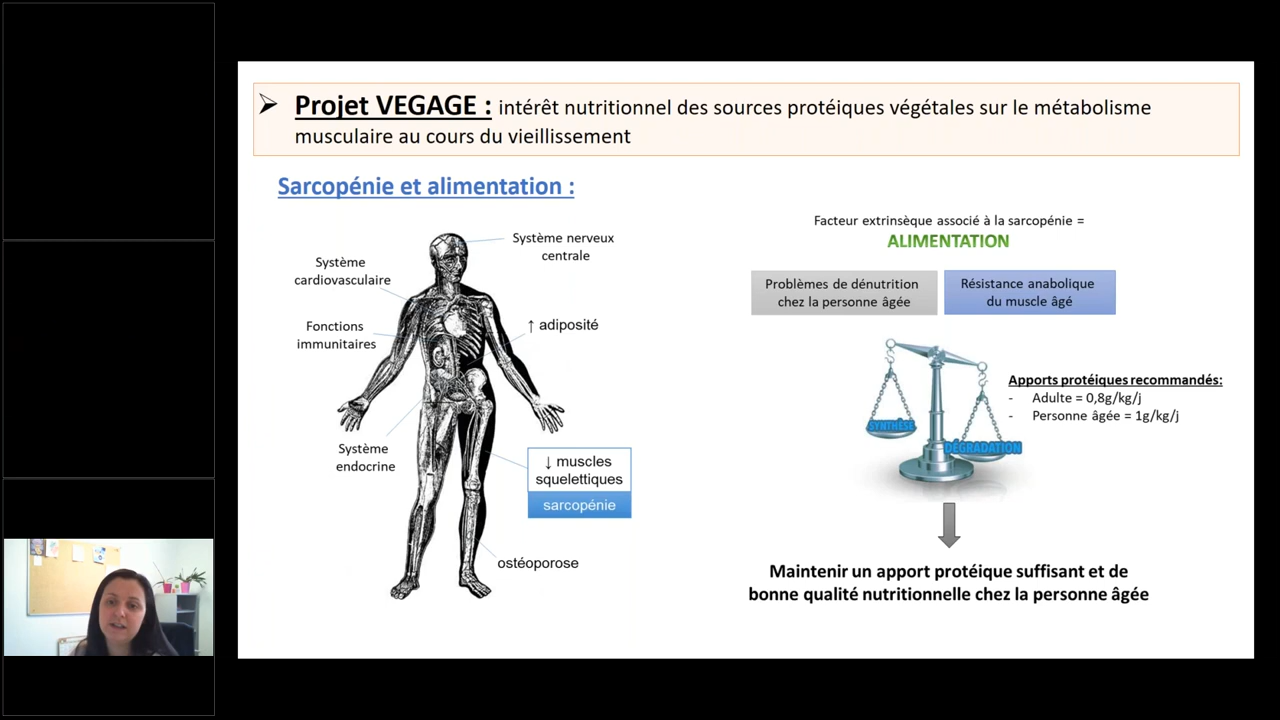 Projet VEGAGE : intérêt nutritionnel des sources protéiques végétales sur le métabolisme
musculaire au cours du vieillissement
Sarcopénie et alimentation :
Système nerveux
centrale
Système
cardiovasculaire
Fonctions
immunitaires
↑ adiposité
Système
endocrine
↓ muscles
squelettiques
sarcopénie
ostéoporose
Facteur extrinsèque associé à la sarcopénie =
ALIMENTATION
Problèmes de dénutrition
chez la personne âgée
Résistance anabolique
du muscle âgé
SYNTHÈSE
DÉGRADATION
Apports protéiques recommandés:
- Adulte = 0,8g/kg/j
- Personne âgée = 1g/kg/j
Maintenir un apport protéique suffisant et de
bonne qualité nutritionnelle chez la personne âgée